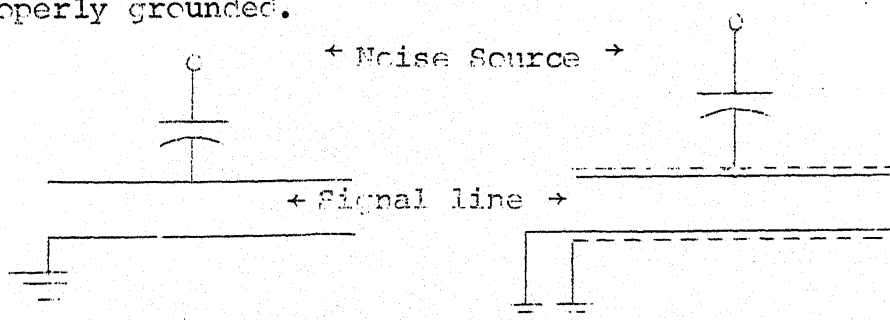 operly grounded.
← Noise Source →
← Signal line →